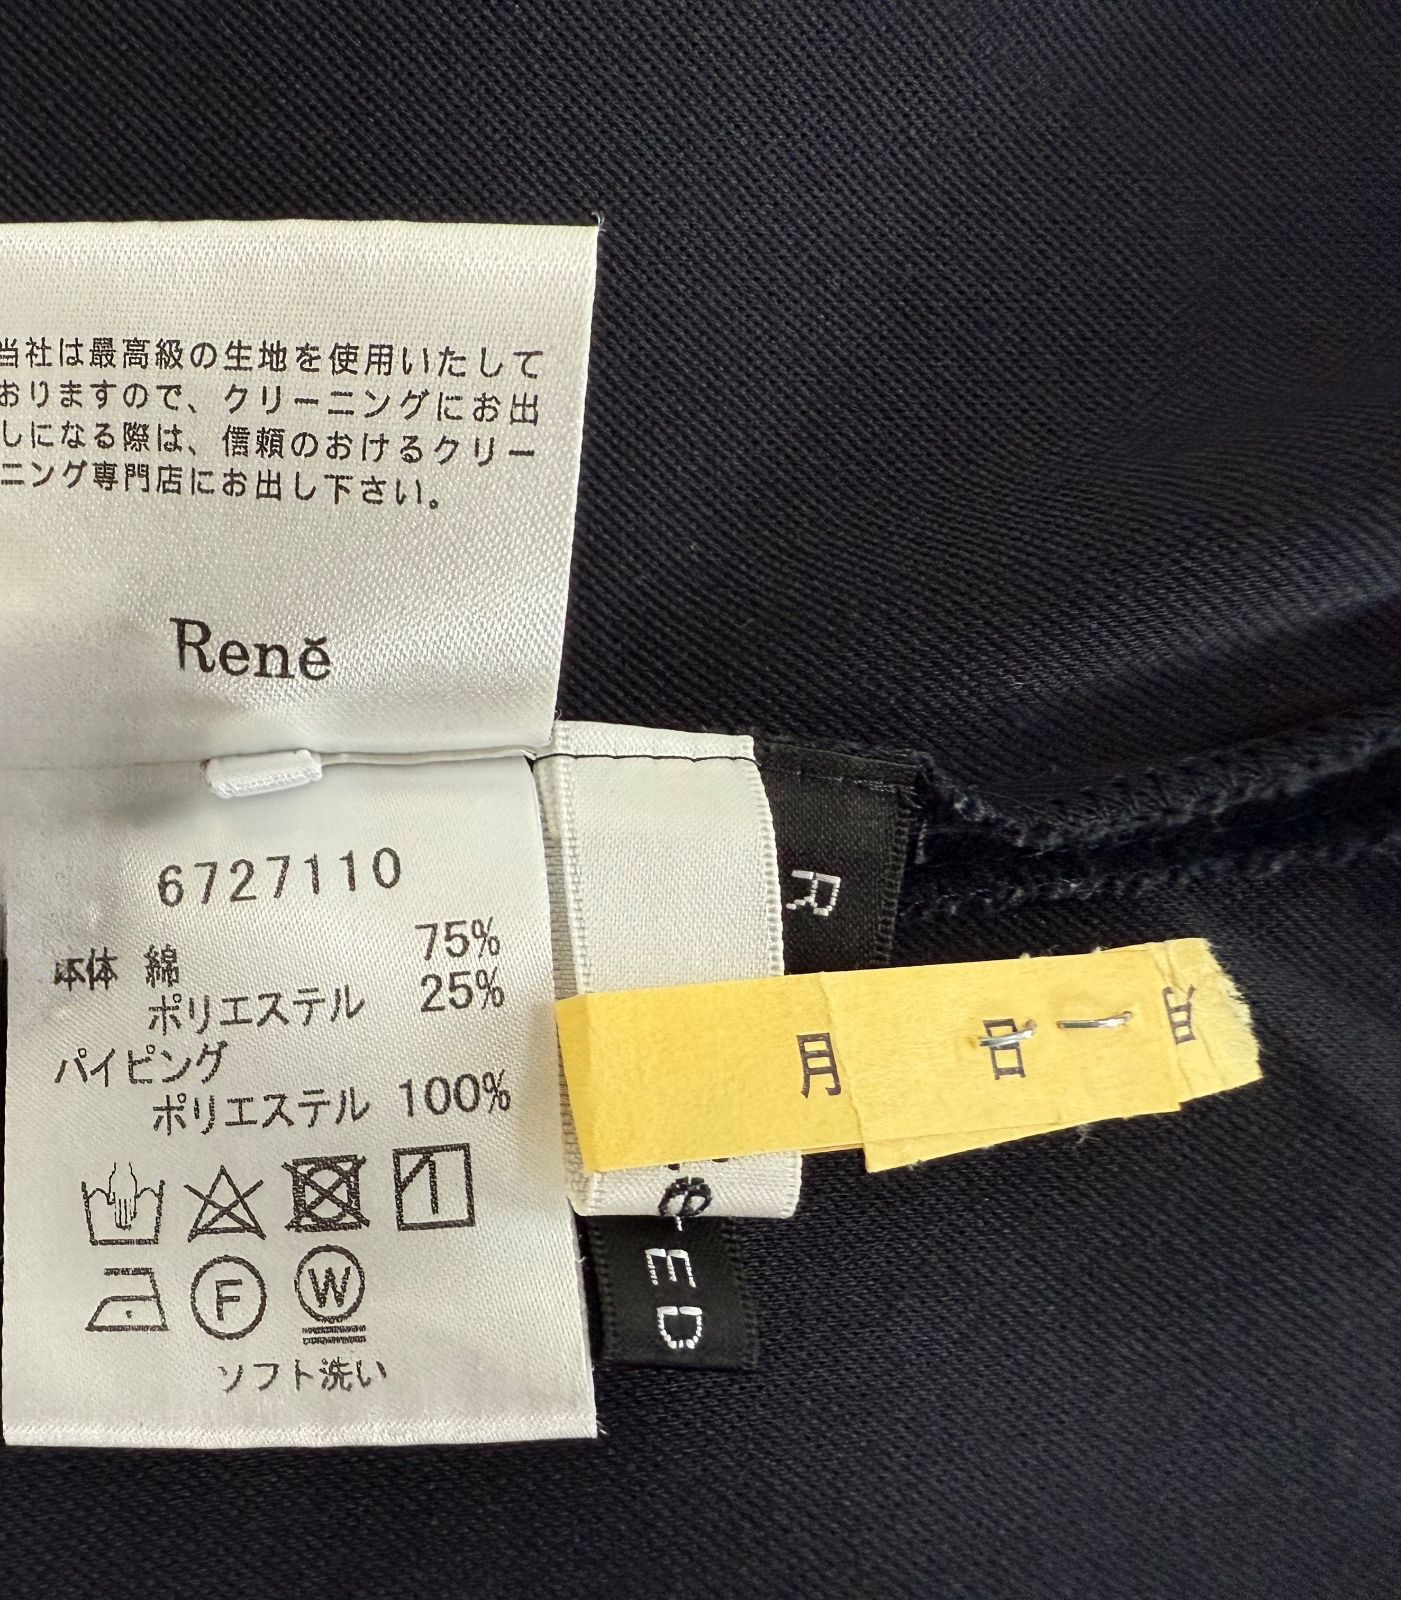 当社は最高級の生地を使用いたして
おりますので、クリーニングにお出
しになる際は、信頼のおけるクリー
ニング専門店にお出し下さい。
Reně
6727110
本体 綿 75%
ポリエステル 25%
パイピング
ポリエステル 100%
F W
ソフト洗い
R
月 日 月
ED